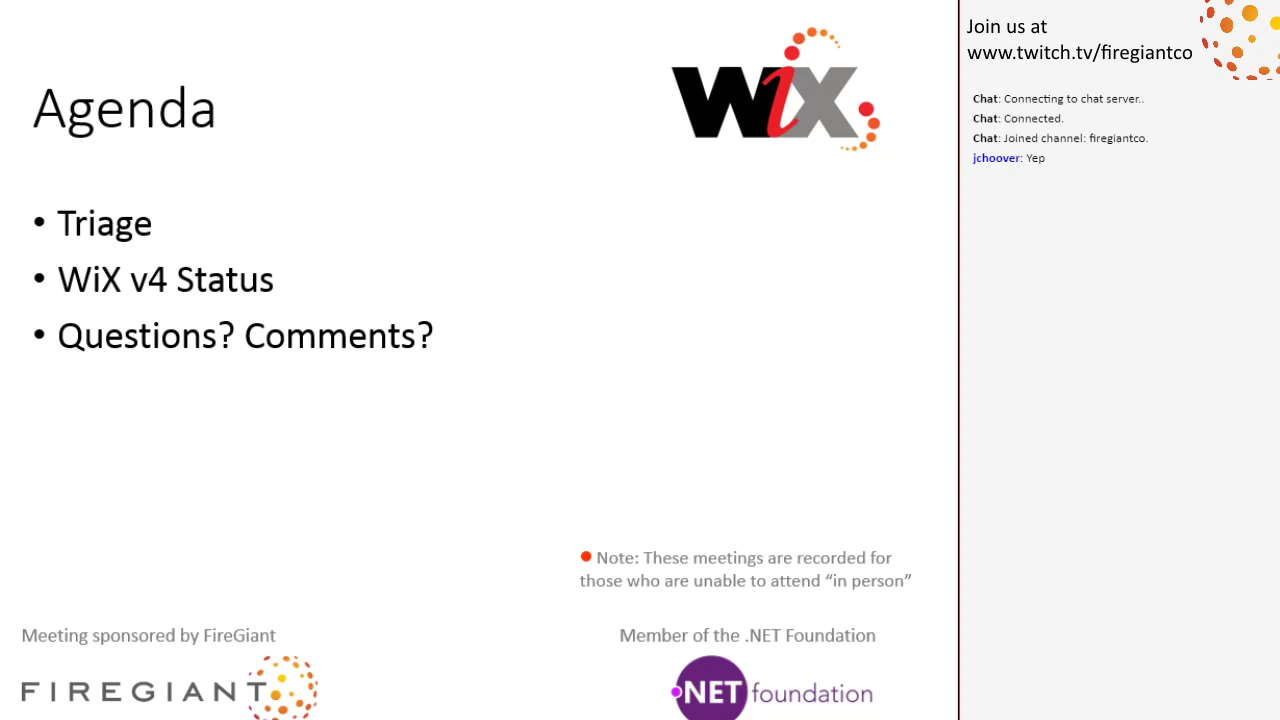 Agenda
WiX
• Triage
• WiX v4 Status
• Questions? Comments?
Note: These meetings are recorded for
those who are unable to attend “in person”
Meeting sponsored by FireGiant
FIREGIANT
Member of the .NET Foundation
.NET foundation
Join us at
www.twitch.tv/firegiantco
Chat: Connecting to chat server..
Chat: Connected.
Chat: Joined channel: firegiantco.
jchoover: Yep